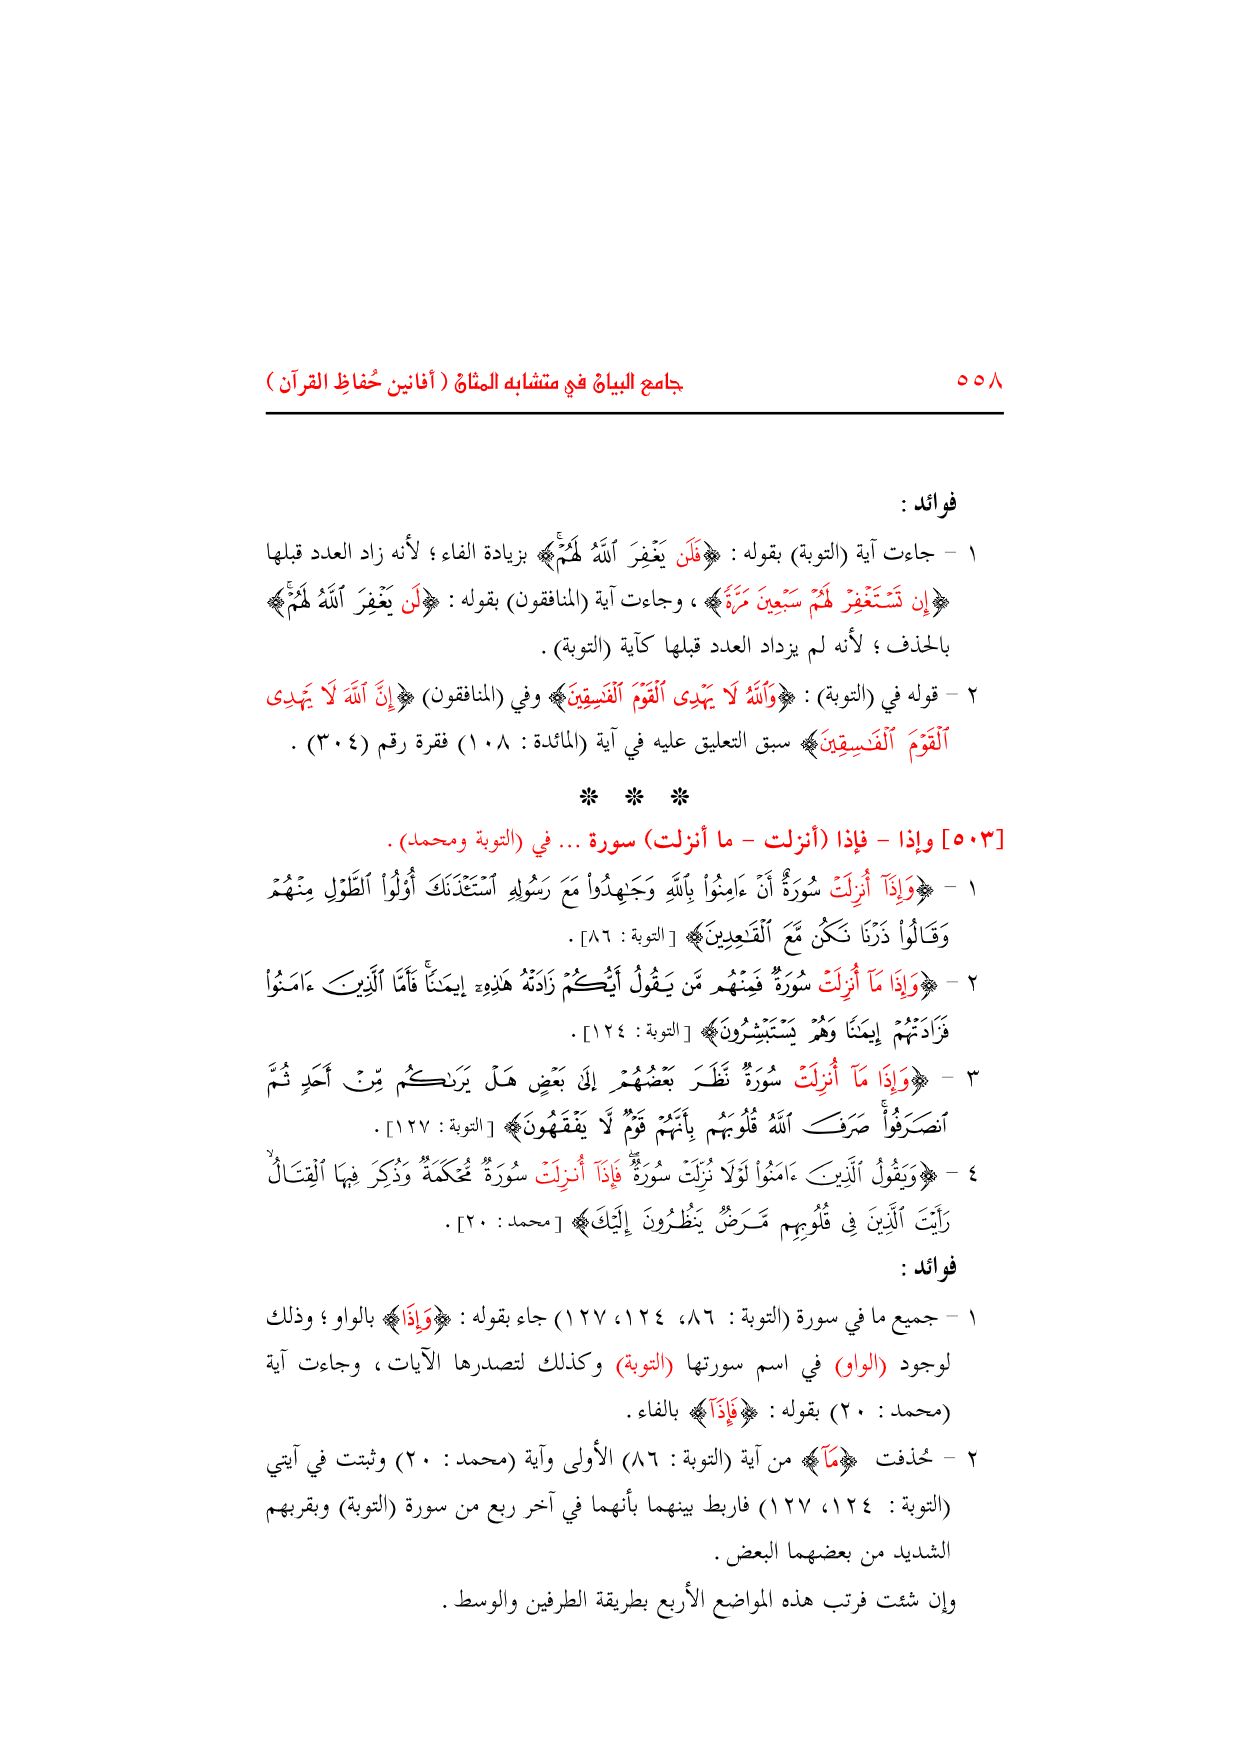 ٥٥٨ جامع البيان في متشابه المثان ( أفانين حُفاظِ القرآن )
فوائد :
١ – جاءت آية (التوبة) بقوله : ﴿فَلَن يَغْفِرَ ٱللَّهُ لَهُمْۚ﴾ بزيادة الفاء ؛ لأنه زاد العدد قبلها
﴿إِن تَسْتَغْفِرْ لَهُمْ سَبْعِينَ مَرَّةً﴾ ، وجاءت آية (المنافقون) بقوله : ﴿لَن يَغْفِرَ ٱللَّهُ لَهُمْۚ﴾
بالحذف ؛ لأنه لم يزداد العدد قبلها كآية (التوبة) .
٢ – قوله في (التوبة) : ﴿وَٱللَّهُ لَا يَهْدِى ٱلْقَوْمَ ٱلْفَٰسِقِينَ﴾ وفي (المنافقون) ﴿إِنَّ ٱللَّهَ لَا يَهْدِى
ٱلْقَوْمَ ٱلْفَٰسِقِينَ﴾ سبق التعليق عليه في آية (المائدة : ١٠٨) فقرة رقم (٣٠٤) .
❊ ❊ ❊
[٥٠٣] وإذا – فإذا (أنزلت – ما أنزلت) سورة ... في (التوبة ومحمد) .
١ – ﴿وَإِذَآ أُنزِلَتْ سُورَةٌ أَنْ ءَامِنُوا۟ بِٱللَّهِ وَجَٰهِدُوا۟ مَعَ رَسُولِهِ ٱسْتَـْٔذَنَكَ أُو۟لُوا۟ ٱلطَّوْلِ مِنْهُمْ
وَقَالُوا۟ ذَرْنَا نَكُن مَّعَ ٱلْقَٰعِدِينَ﴾ [التوبة : ٨٦] .
٢ – ﴿وَإِذَا مَآ أُنزِلَتْ سُورَةٌ فَمِنْهُم مَّن يَقُولُ أَيُّكُمْ زَادَتْهُ هَٰذِهِۦٓ إِيمَٰنًاۚ فَأَمَّا ٱلَّذِينَ ءَامَنُوا۟
فَزَادَتْهُمْ إِيمَٰنًا وَهُمْ يَسْتَبْشِرُونَ﴾ [التوبة : ١٢٤] .
٣ – ﴿وَإِذَا مَآ أُنزِلَتْ سُورَةٌ نَّظَرَ بَعْضُهُمْ إِلَىٰ بَعْضٍ هَلْ يَرَىٰكُم مِّنْ أَحَدٍ ثُمَّ
ٱنصَرَفُوا۟ۚ صَرَفَ ٱللَّهُ قُلُوبَهُم بِأَنَّهُمْ قَوْمٌ لَّا يَفْقَهُونَ﴾ [التوبة : ١٢٧] .
٤ – ﴿وَيَقُولُ ٱلَّذِينَ ءَامَنُوا۟ لَوْلَا نُزِّلَتْ سُورَةٌۖ فَإِذَآ أُنزِلَتْ سُورَةٌ مُّحْكَمَةٌ وَذُكِرَ فِيهَا ٱلْقِتَالُۙ
رَأَيْتَ ٱلَّذِينَ فِى قُلُوبِهِم مَّرَضٌ يَنظُرُونَ إِلَيْكَ﴾ [محمد : ٢٠] .
فوائد :
١ – جميع ما في سورة (التوبة : ٨٦، ١٢٤، ١٢٧) جاء بقوله : ﴿وَإِذَا﴾ بالواو ؛ وذلك
لوجود (الواو) في اسم سورتها (التوبة) وكذلك لتصدرها الآيات ، وجاءت آية
(محمد : ٢٠) بقوله : ﴿فَإِذَآ﴾ بالفاء .
٢ – حُذفت ﴿مَآ﴾ من آية (التوبة : ٨٦) الأولى وآية (محمد : ٢٠) وثبتت في آيتي
(التوبة : ١٢٤، ١٢٧) فاربط بينهما بأنهما في آخر ربع من سورة (التوبة) وبقربهم
الشديد من بعضهما البعض .
وإن شئت فرتب هذه المواضع الأربع بطريقة الطرفين والوسط .